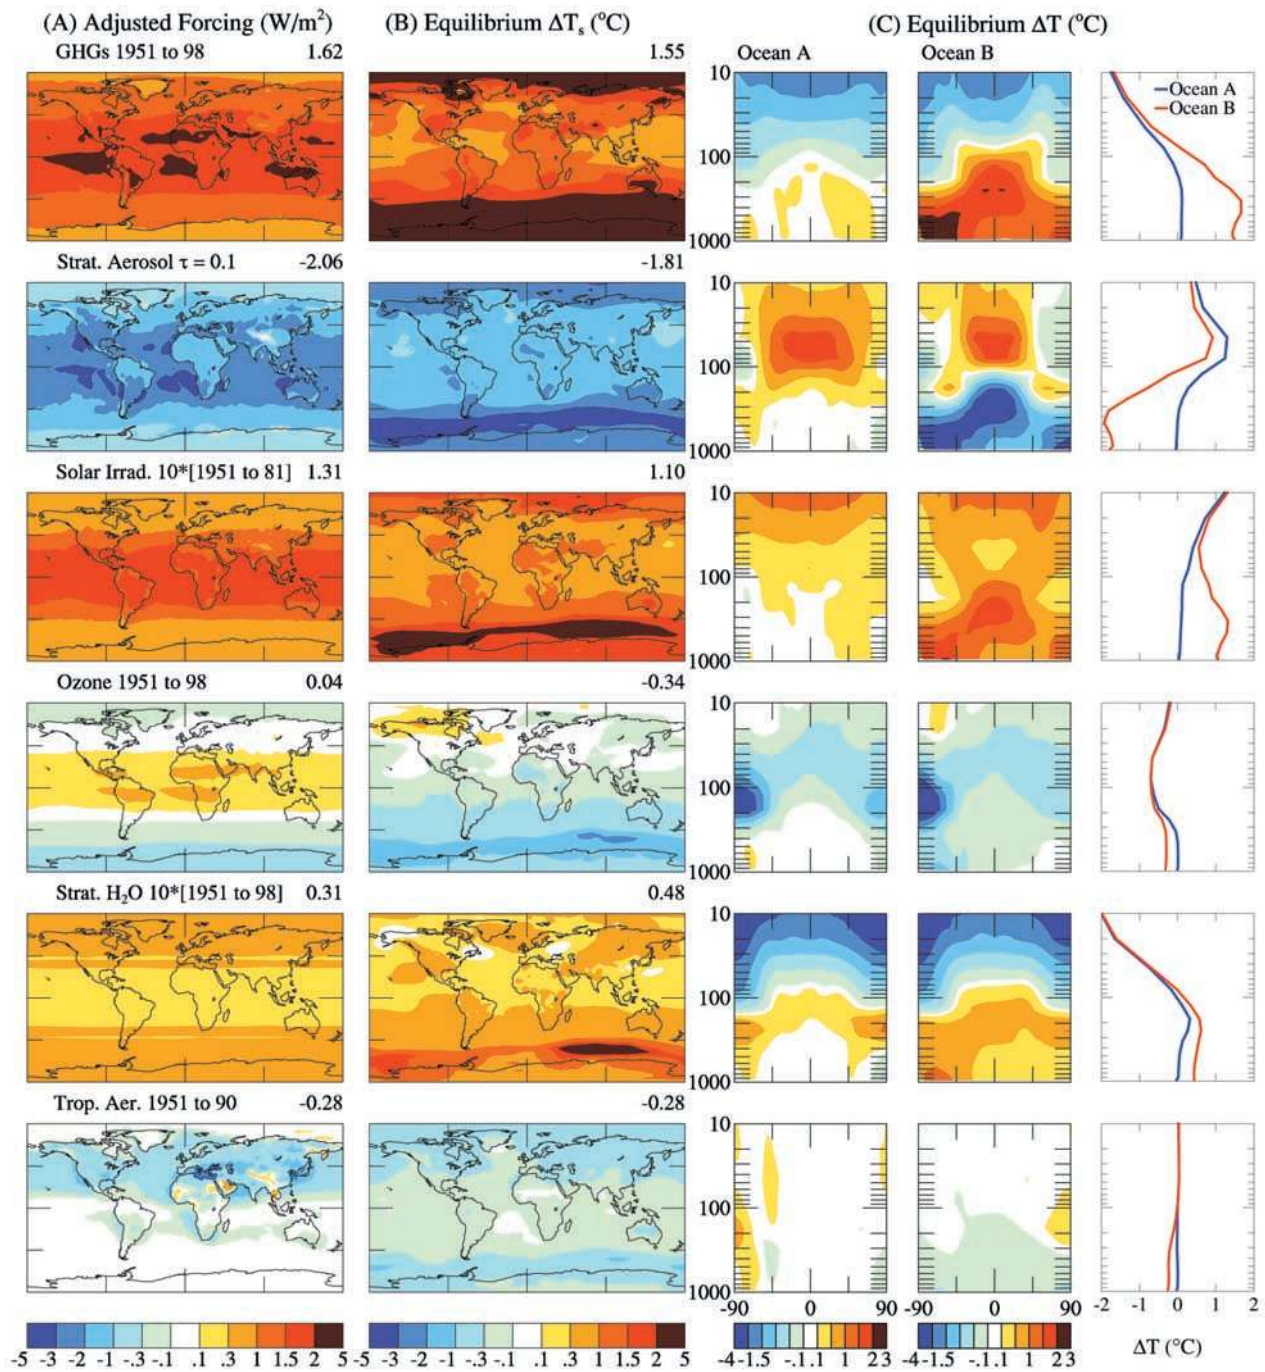 (A) Adjusted Forcing (W/m²) (B) Equilibrium ΔTₛ (°C) (C) Equilibrium ΔT (°C)
GHGs 1951 to 98 1.62 1.55 Ocean A Ocean B
10
Ocean A
Ocean B
100
1000
Strat. Aerosol τ = 0.1 -2.06 -1.81
10
100
1000
Solar Irrad. 10*[1951 to 81] 1.31 1.10
10
100
1000
Ozone 1951 to 98 0.04 -0.34
10
100
1000
Strat. H₂O 10*[1951 to 98] 0.31 0.48
10
100
1000
Trop. Aer. 1951 to 90 -0.28 -0.28
10
100
1000
-90 0 -90 0 90 -2 -1 0 1 2
-5 -3 -2 -1 -.3 -.1 .1 .3 1 1.5 2 5 -5 -3 -2 -1 -.3 -.1 .1 .3 1 1.5 2 5 -4 -1.5 -.1 .1 1 2 3 -4 -1.5 -.1 .1 1 2 3
ΔT (°C)